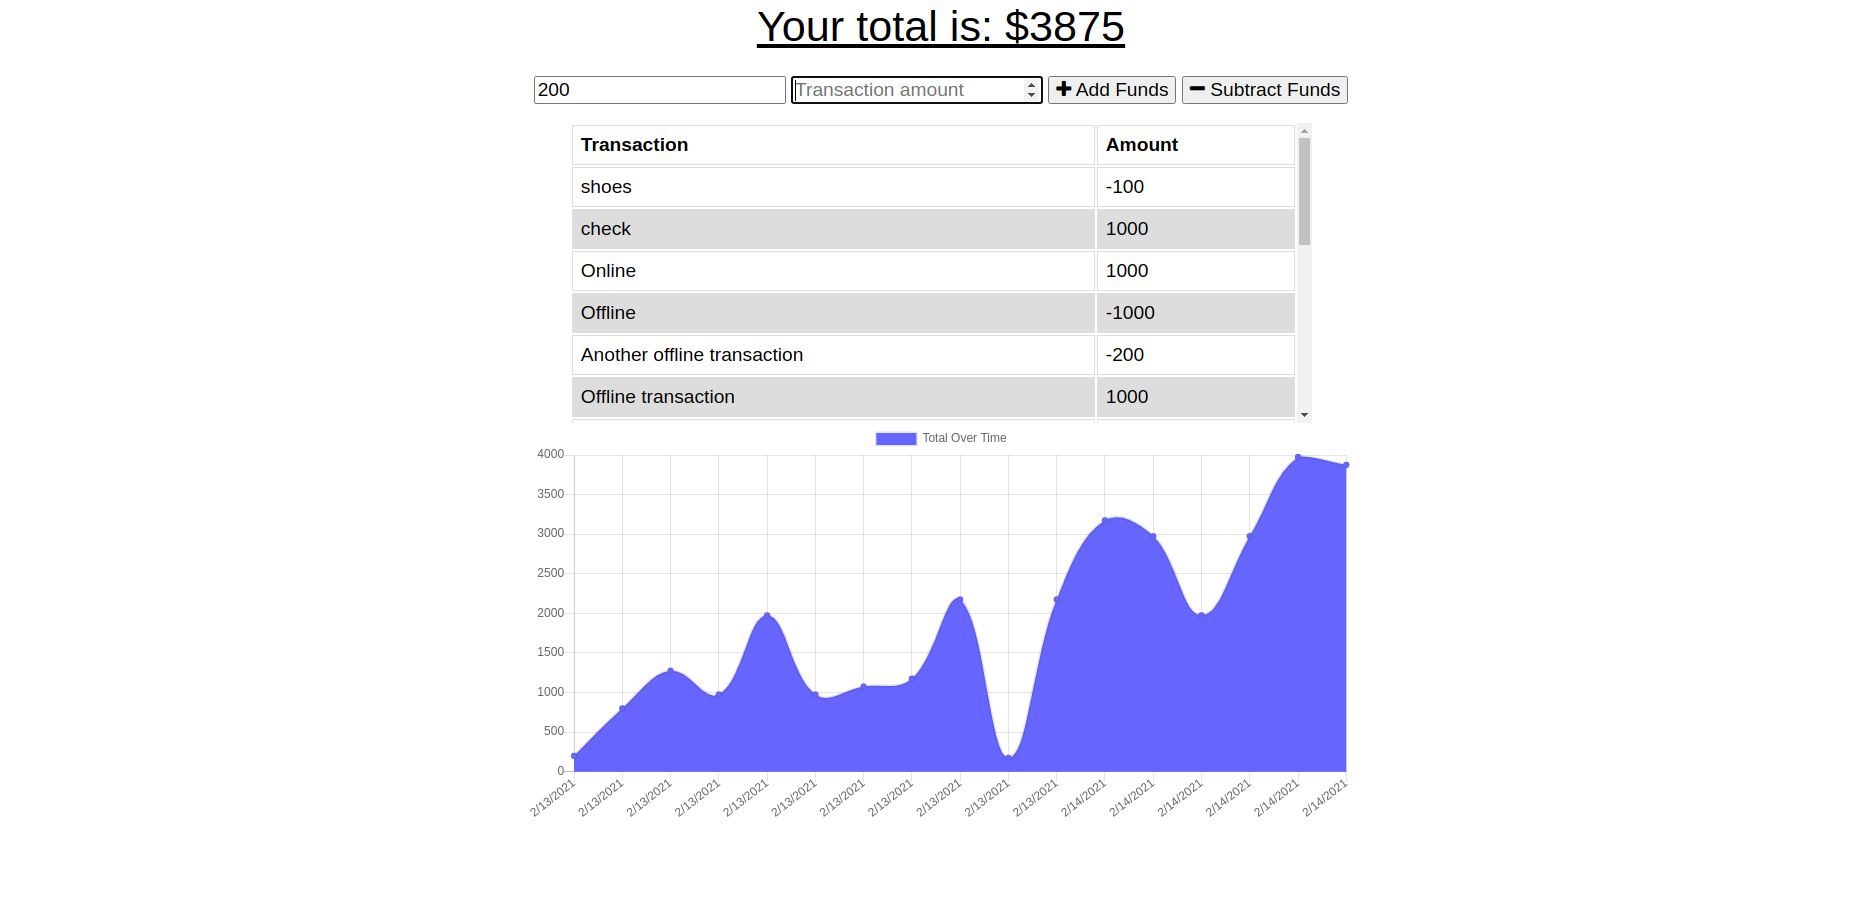 Your total is: $3875
200 Transaction amount Add Funds Subtract Funds
Transaction Amount
shoes -100
check 1000
Online 1000
Offline -1000
Another offline transaction -200
Offline transaction 1000
Total Over Time
4000
3500
3000
2500
2000
1500
1000
500
0
2/13/2021 2/13/2021 2/13/2021 2/13/2021 2/13/2021 2/13/2021 2/13/2021 2/13/2021 2/13/2021 2/13/2021 2/13/2021 2/14/2021 2/14/2021 2/14/2021 2/14/2021 2/14/2021 2/14/2021